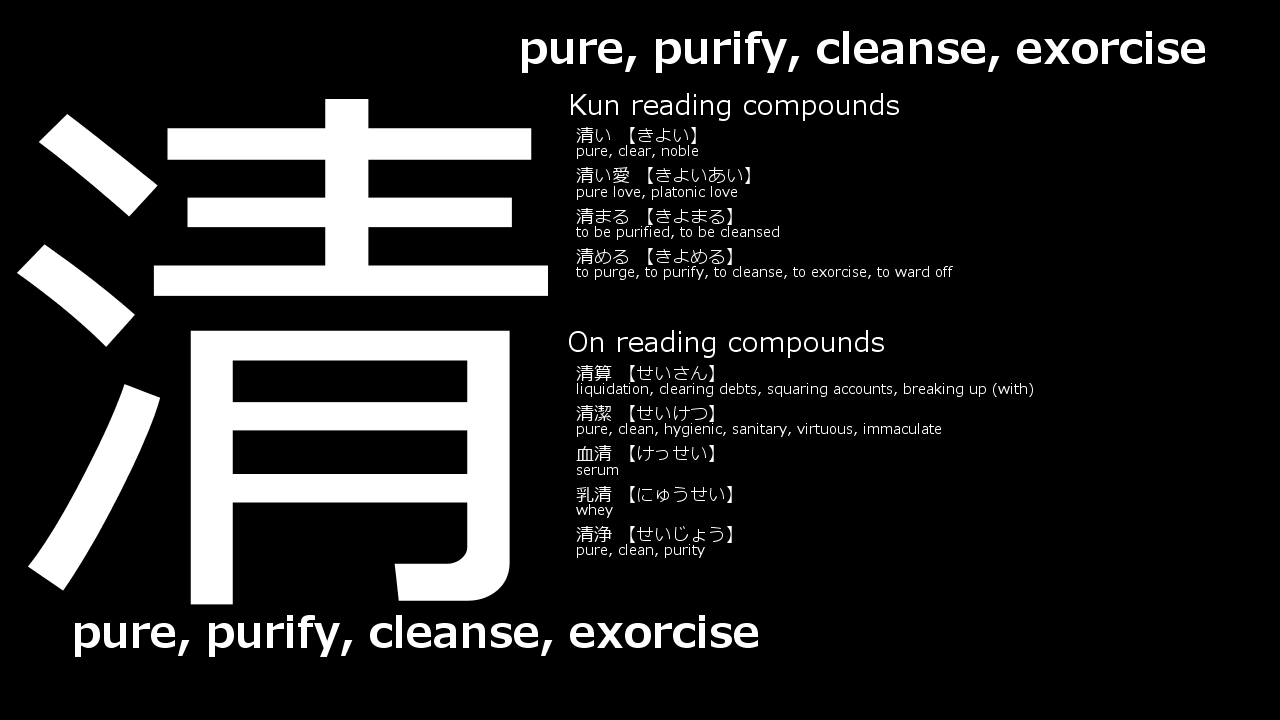 pure, purify, cleanse, exorcise
清
Kun reading compounds
清い 【きよい】
pure, clear, noble
清い愛 【きよいあい】
pure love, platonic love
清まる 【きよまる】
to be purified, to be cleansed
清める 【きよめる】
to purge, to purify, to cleanse, to exorcise, to ward off
On reading compounds
清算 【せいさん】
liquidation, clearing debts, squaring accounts, breaking up (with)
清潔 【せいけつ】
pure, clean, hygienic, sanitary, virtuous, immaculate
血清 【けっせい】
serum
乳清 【にゅうせい】
whey
清浄 【せいじょう】
pure, clean, purity
pure, purify, cleanse, exorcise